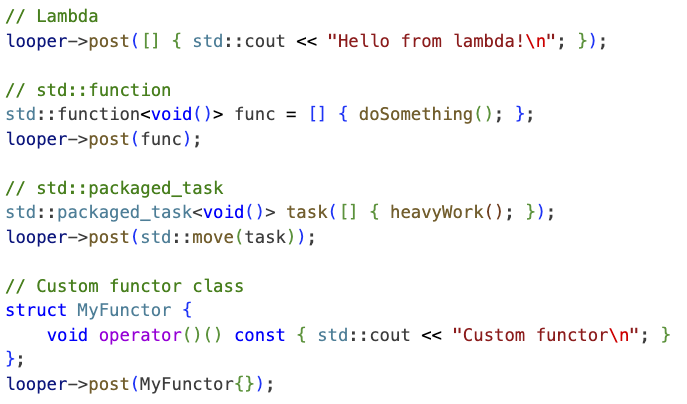 // Lambda
looper->post([] { std::cout << "Hello from lambda!\n"; });

// std::function
std::function<void()> func = [] { doSomething(); };
looper->post(func);

// std::packaged_task
std::packaged_task<void()> task([] { heavyWork(); });
looper->post(std::move(task));

// Custom functor class
struct MyFunctor {
    void operator()() const { std::cout << "Custom functor\n"; }
};
looper->post(MyFunctor{});